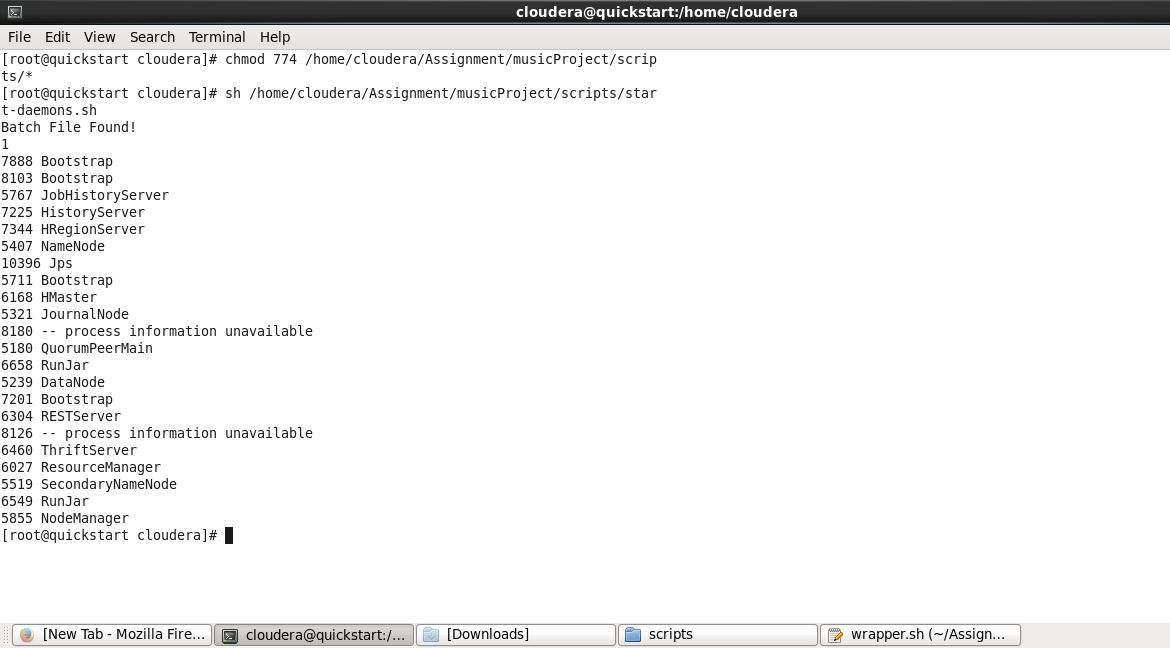 cloudera@quickstart:/home/cloudera
File Edit View Search Terminal Help
[root@quickstart cloudera]# chmod 774 /home/cloudera/Assignment/musicProject/scrip
ts/*
[root@quickstart cloudera]# sh /home/cloudera/Assignment/musicProject/scripts/star
t-daemons.sh
Batch File Found!
1
7888 Bootstrap
8103 Bootstrap
5767 JobHistoryServer
7225 HistoryServer
7344 HRegionServer
5407 NameNode
10396 Jps
5711 Bootstrap
6168 HMaster
5321 JournalNode
8180 -- process information unavailable
5180 QuorumPeerMain
6658 RunJar
5239 DataNode
7201 Bootstrap
6304 RESTServer
8126 -- process information unavailable
6460 ThriftServer
6027 ResourceManager
5519 SecondaryNameNode
6549 RunJar
5855 NodeManager
[root@quickstart cloudera]#
[New Tab - Mozilla Fire... cloudera@quickstart:/... [Downloads] scripts wrapper.sh (~/Assign...